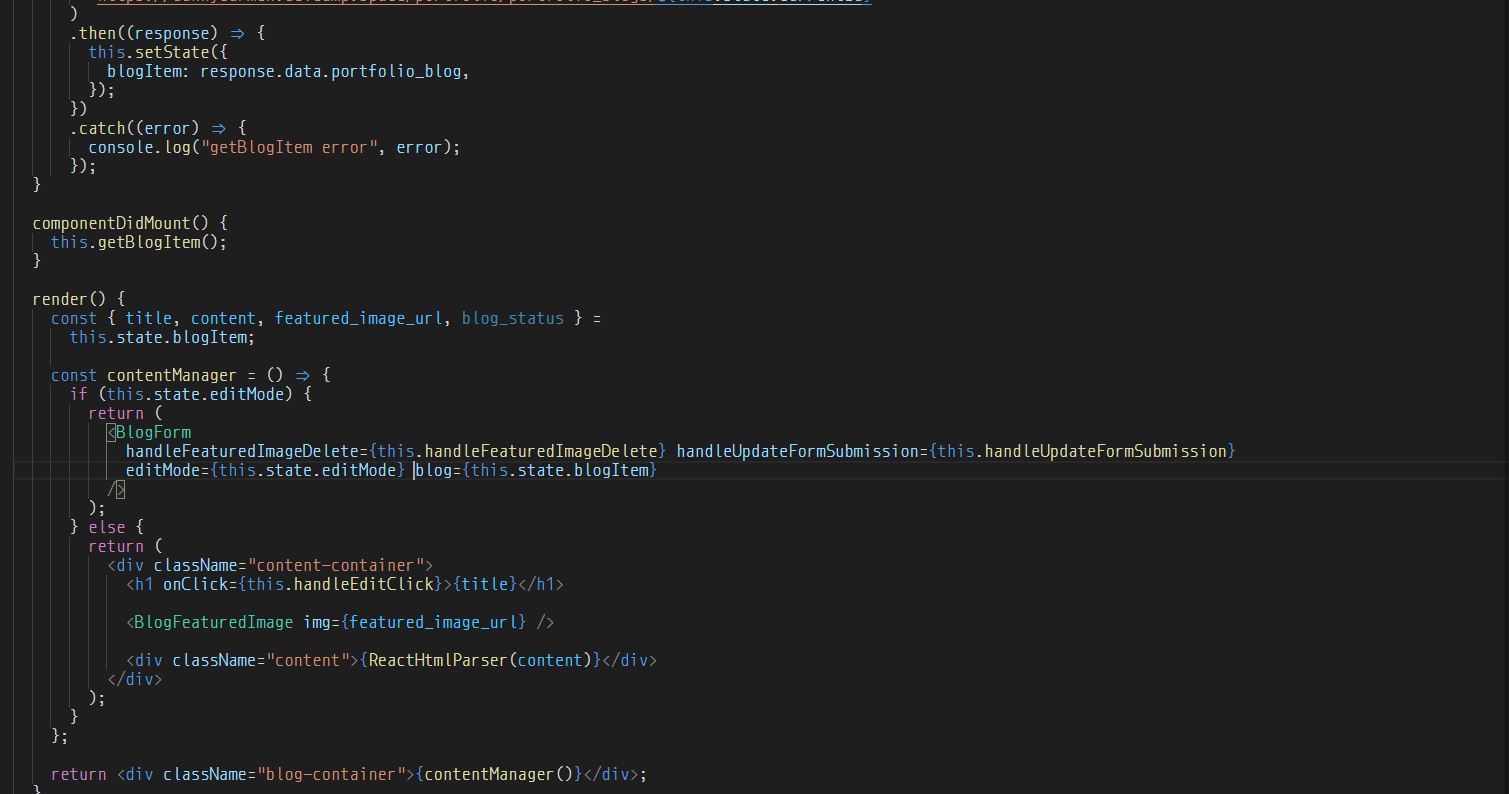 )
.then((response) => {
this.setState({
blogItem: response.data.portfolio_blog,
});
})
.catch((error) => {
console.log("getBlogItem error", error);
});
}
componentDidMount() {
this.getBlogItem();
}
render() {
const { title, content, featured_image_url, blog_status } =
this.state.blogItem;
const contentManager = () => {
if (this.state.editMode) {
return (
<BlogForm
handleFeaturedImageDelete={this.handleFeaturedImageDelete} handleUpdateFormSubmission={this.handleUpdateFormSubmission}
editMode={this.state.editMode} blog={this.state.blogItem}
/>
);
} else {
return (
<div className="content-container">
<h1 onClick={this.handleEditClick}>{title}</h1>
<BlogFeaturedImage img={featured_image_url} />
<div className="content">{ReactHtmlParser(content)}</div>
</div>
);
}
};
return <div className="blog-container">{contentManager()}</div>;
}